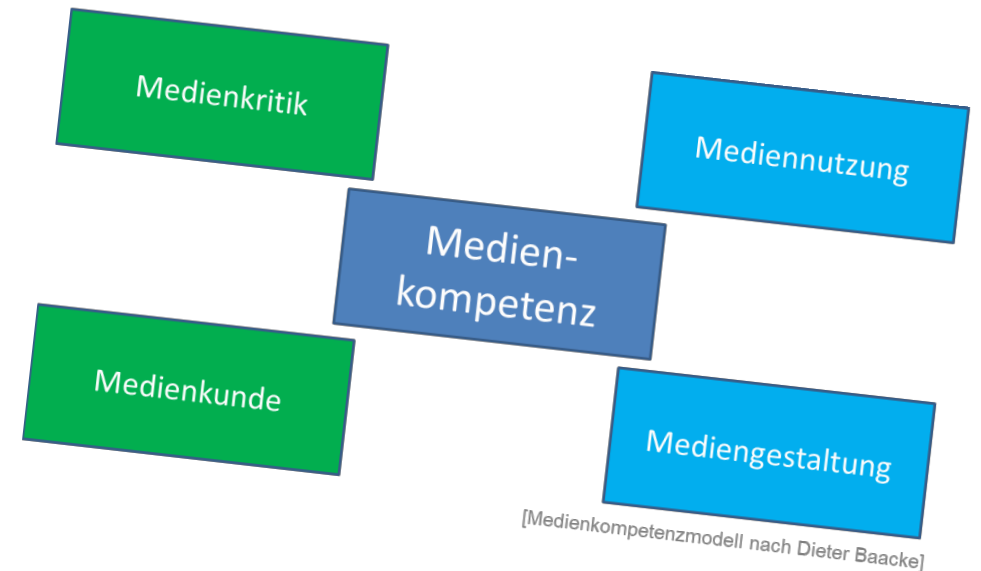 Medienkritik
Mediennutzung
Medien-
kompetenz
Medienkunde
Mediengestaltung
[Medienkompetenzmodell nach Dieter Baacke]